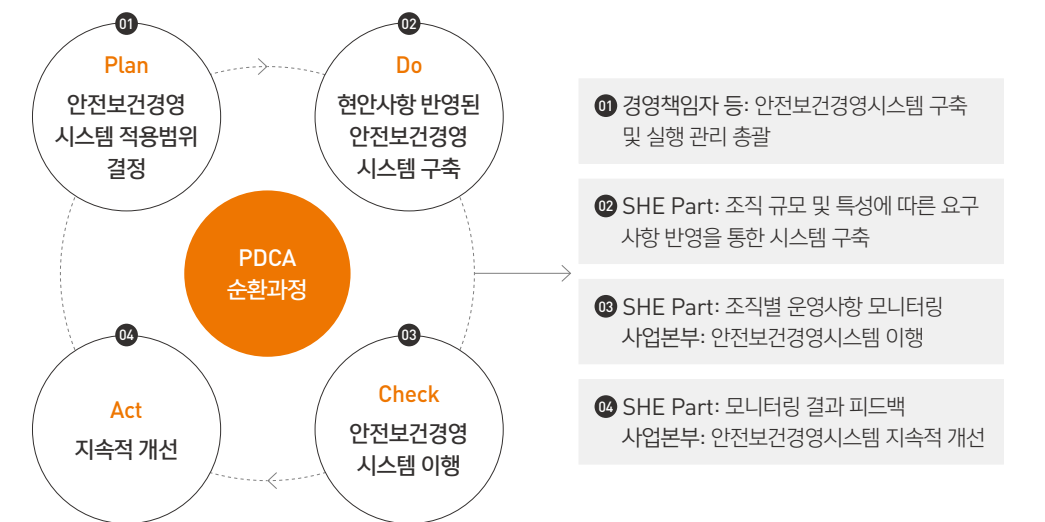 01
Plan
안전보건경영
시스템 적용범위
결정
02
Do
현안사항 반영된
안전보건경영
시스템 구축
PDCA
순환과정
04
Act
지속적 개선
03
Check
안전보건경영
시스템 이행
01 경영책임자 등: 안전보건경영시스템 구축
및 실행 관리 총괄
02 SHE Part: 조직 규모 및 특성에 따른 요구
사항 반영을 통한 시스템 구축
03 SHE Part: 조직별 운영사항 모니터링
사업본부: 안전보건경영시스템 이행
04 SHE Part: 모니터링 결과 피드백
사업본부: 안전보건경영시스템 지속적 개선